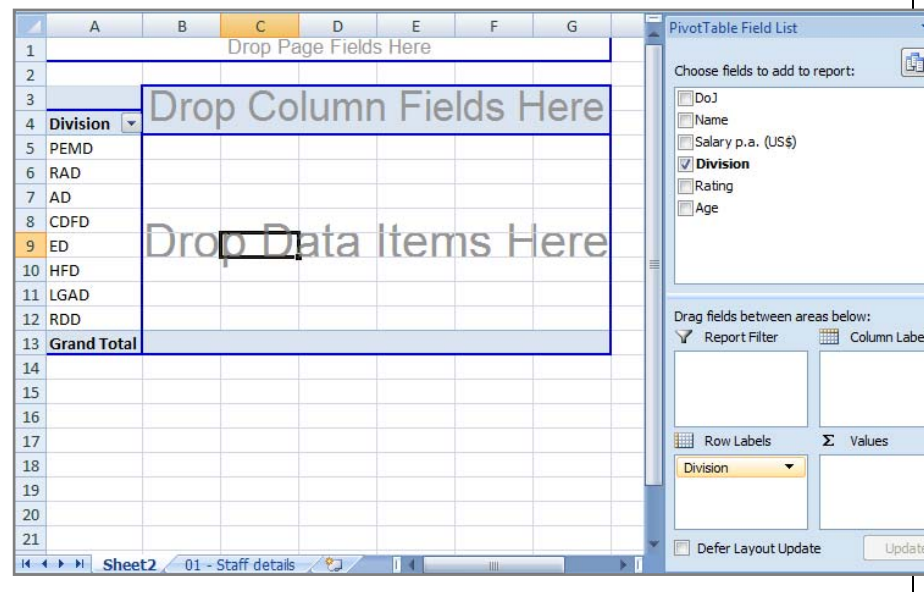 A B C D E F G
1 Drop Page Fields Here
2
3 Drop Column Fields Here
4 Division
5 PEMD
6 RAD
7 AD
8 CDFD
9 ED
Drop Data Items Here
10 HFD
11 LGAD
12 RDD
13 Grand Total
14
15
16
17
18
19
20
21
Sheet2 01 - Staff details
PivotTable Field List
Choose fields to add to report:
DoJ
Name
Salary p.a. (US$)
Division
Rating
Age
Drag fields between areas below:
Report Filter Column Labe
Row Labels Σ Values
Division
Defer Layout Update Update